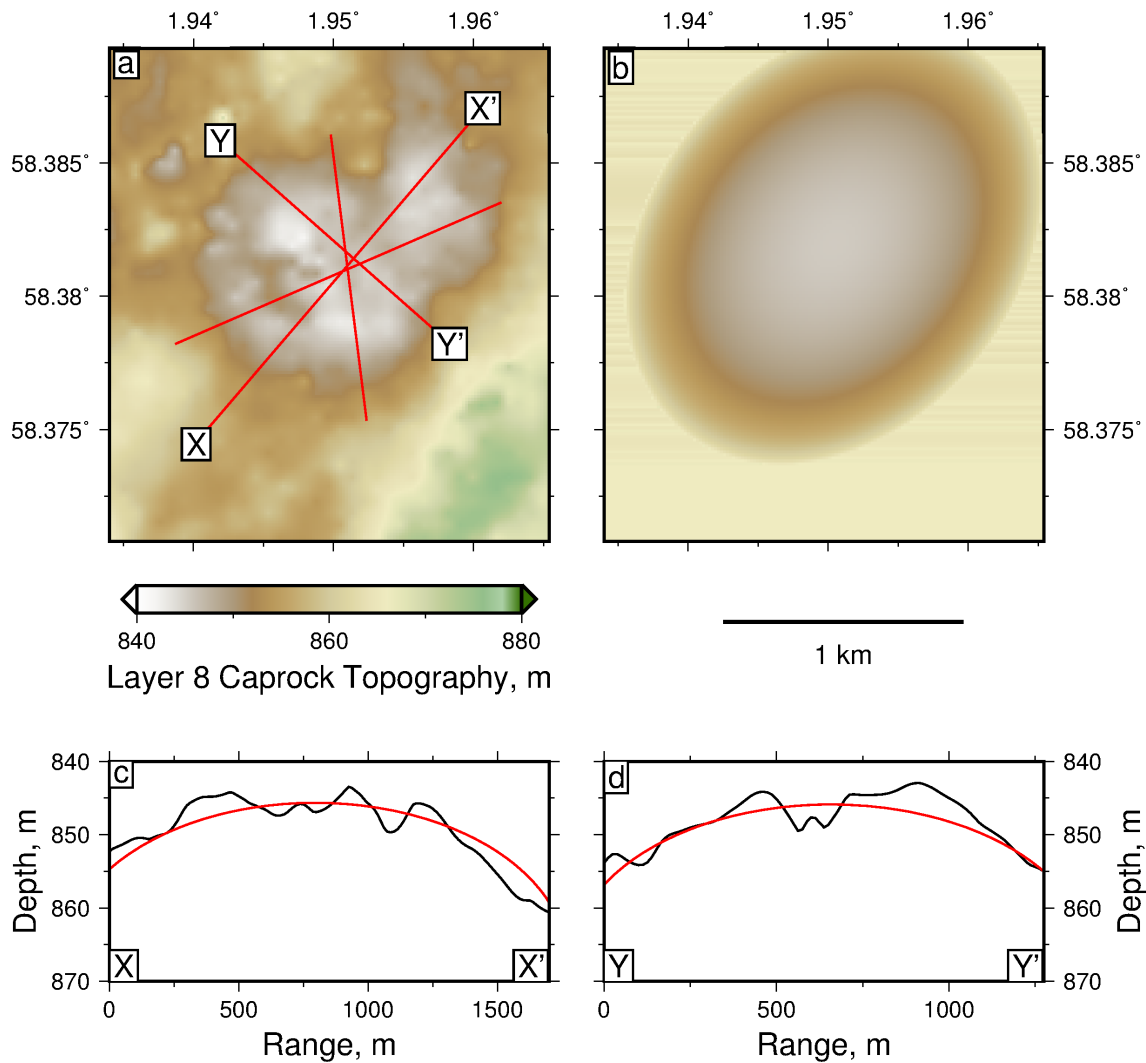 1.94° 1.95° 1.96° 1.94° 1.95° 1.96°
a b
X'
Y
58.385° 58.385°
58.38° 58.38°
Y'
X
58.375° 58.375°
840 860 880
Layer 8 Caprock Topography, m
1 km
840 c d 840
850 850
860 860
870 X X' Y Y' 870
Depth, m Depth, m
0 500 1000 1500 0 500 1000
Range, m Range, m